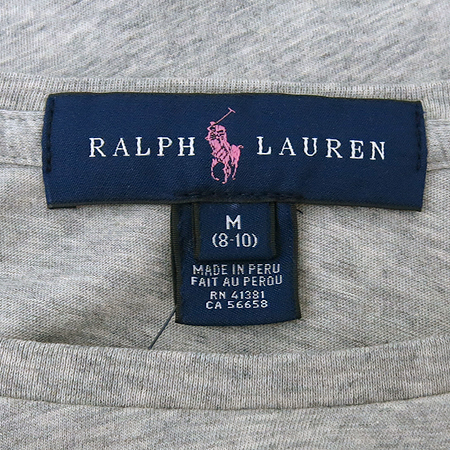 RALPH LAUREN
M
(8-10)
MADE IN PERU
FAIT AU PEROU
RN 41381
CA 56658